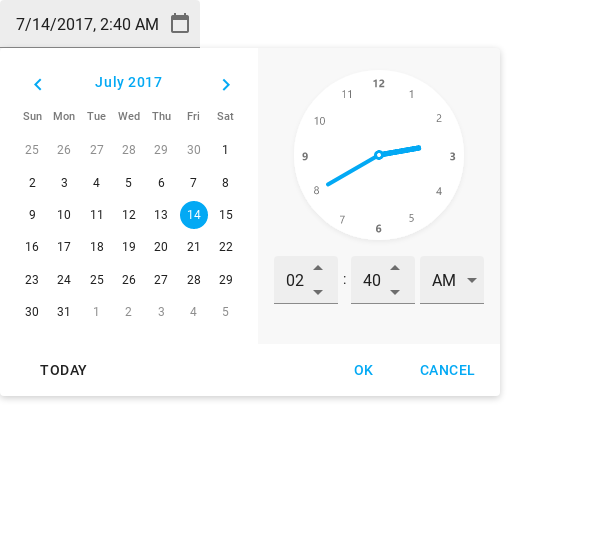 7/14/2017, 2:40 AM
July 2017
Sun Mon Tue Wed Thu Fri Sat
25 26 27 28 29 30 1
2 3 4 5 6 7 8
9 10 11 12 13 14 15
16 17 18 19 20 21 22
23 24 25 26 27 28 29
30 31 1 2 3 4 5
12
11 1
10 2
9 3
8 4
7 5
6
02 : 40 AM
TODAY OK CANCEL